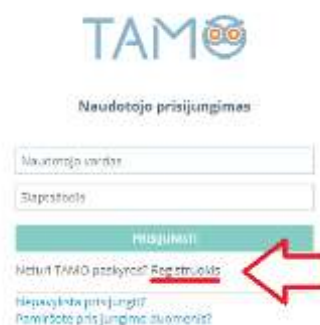 TAMO
Naudotojo prisijungimas
Naudotojo vardas
Slaptažodis
PRISIJUNGTI
Neturi TAMO paskyros? Registruokis
Nepavyksta prisijungti?
Pamiršote prisijungimo duomenis?